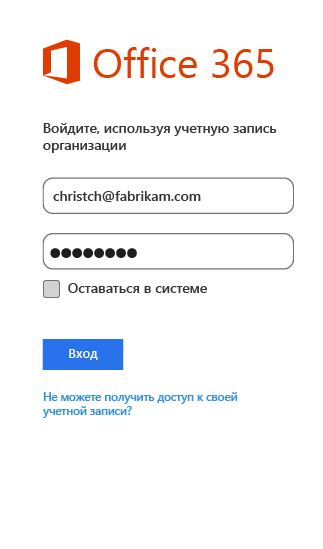 Office 365
Войдите, используя учетную запись
организации
christch@fabrikam.com
●●●●●●●●
Оставаться в системе
Вход
Не можете получить доступ к своей
учетной записи?